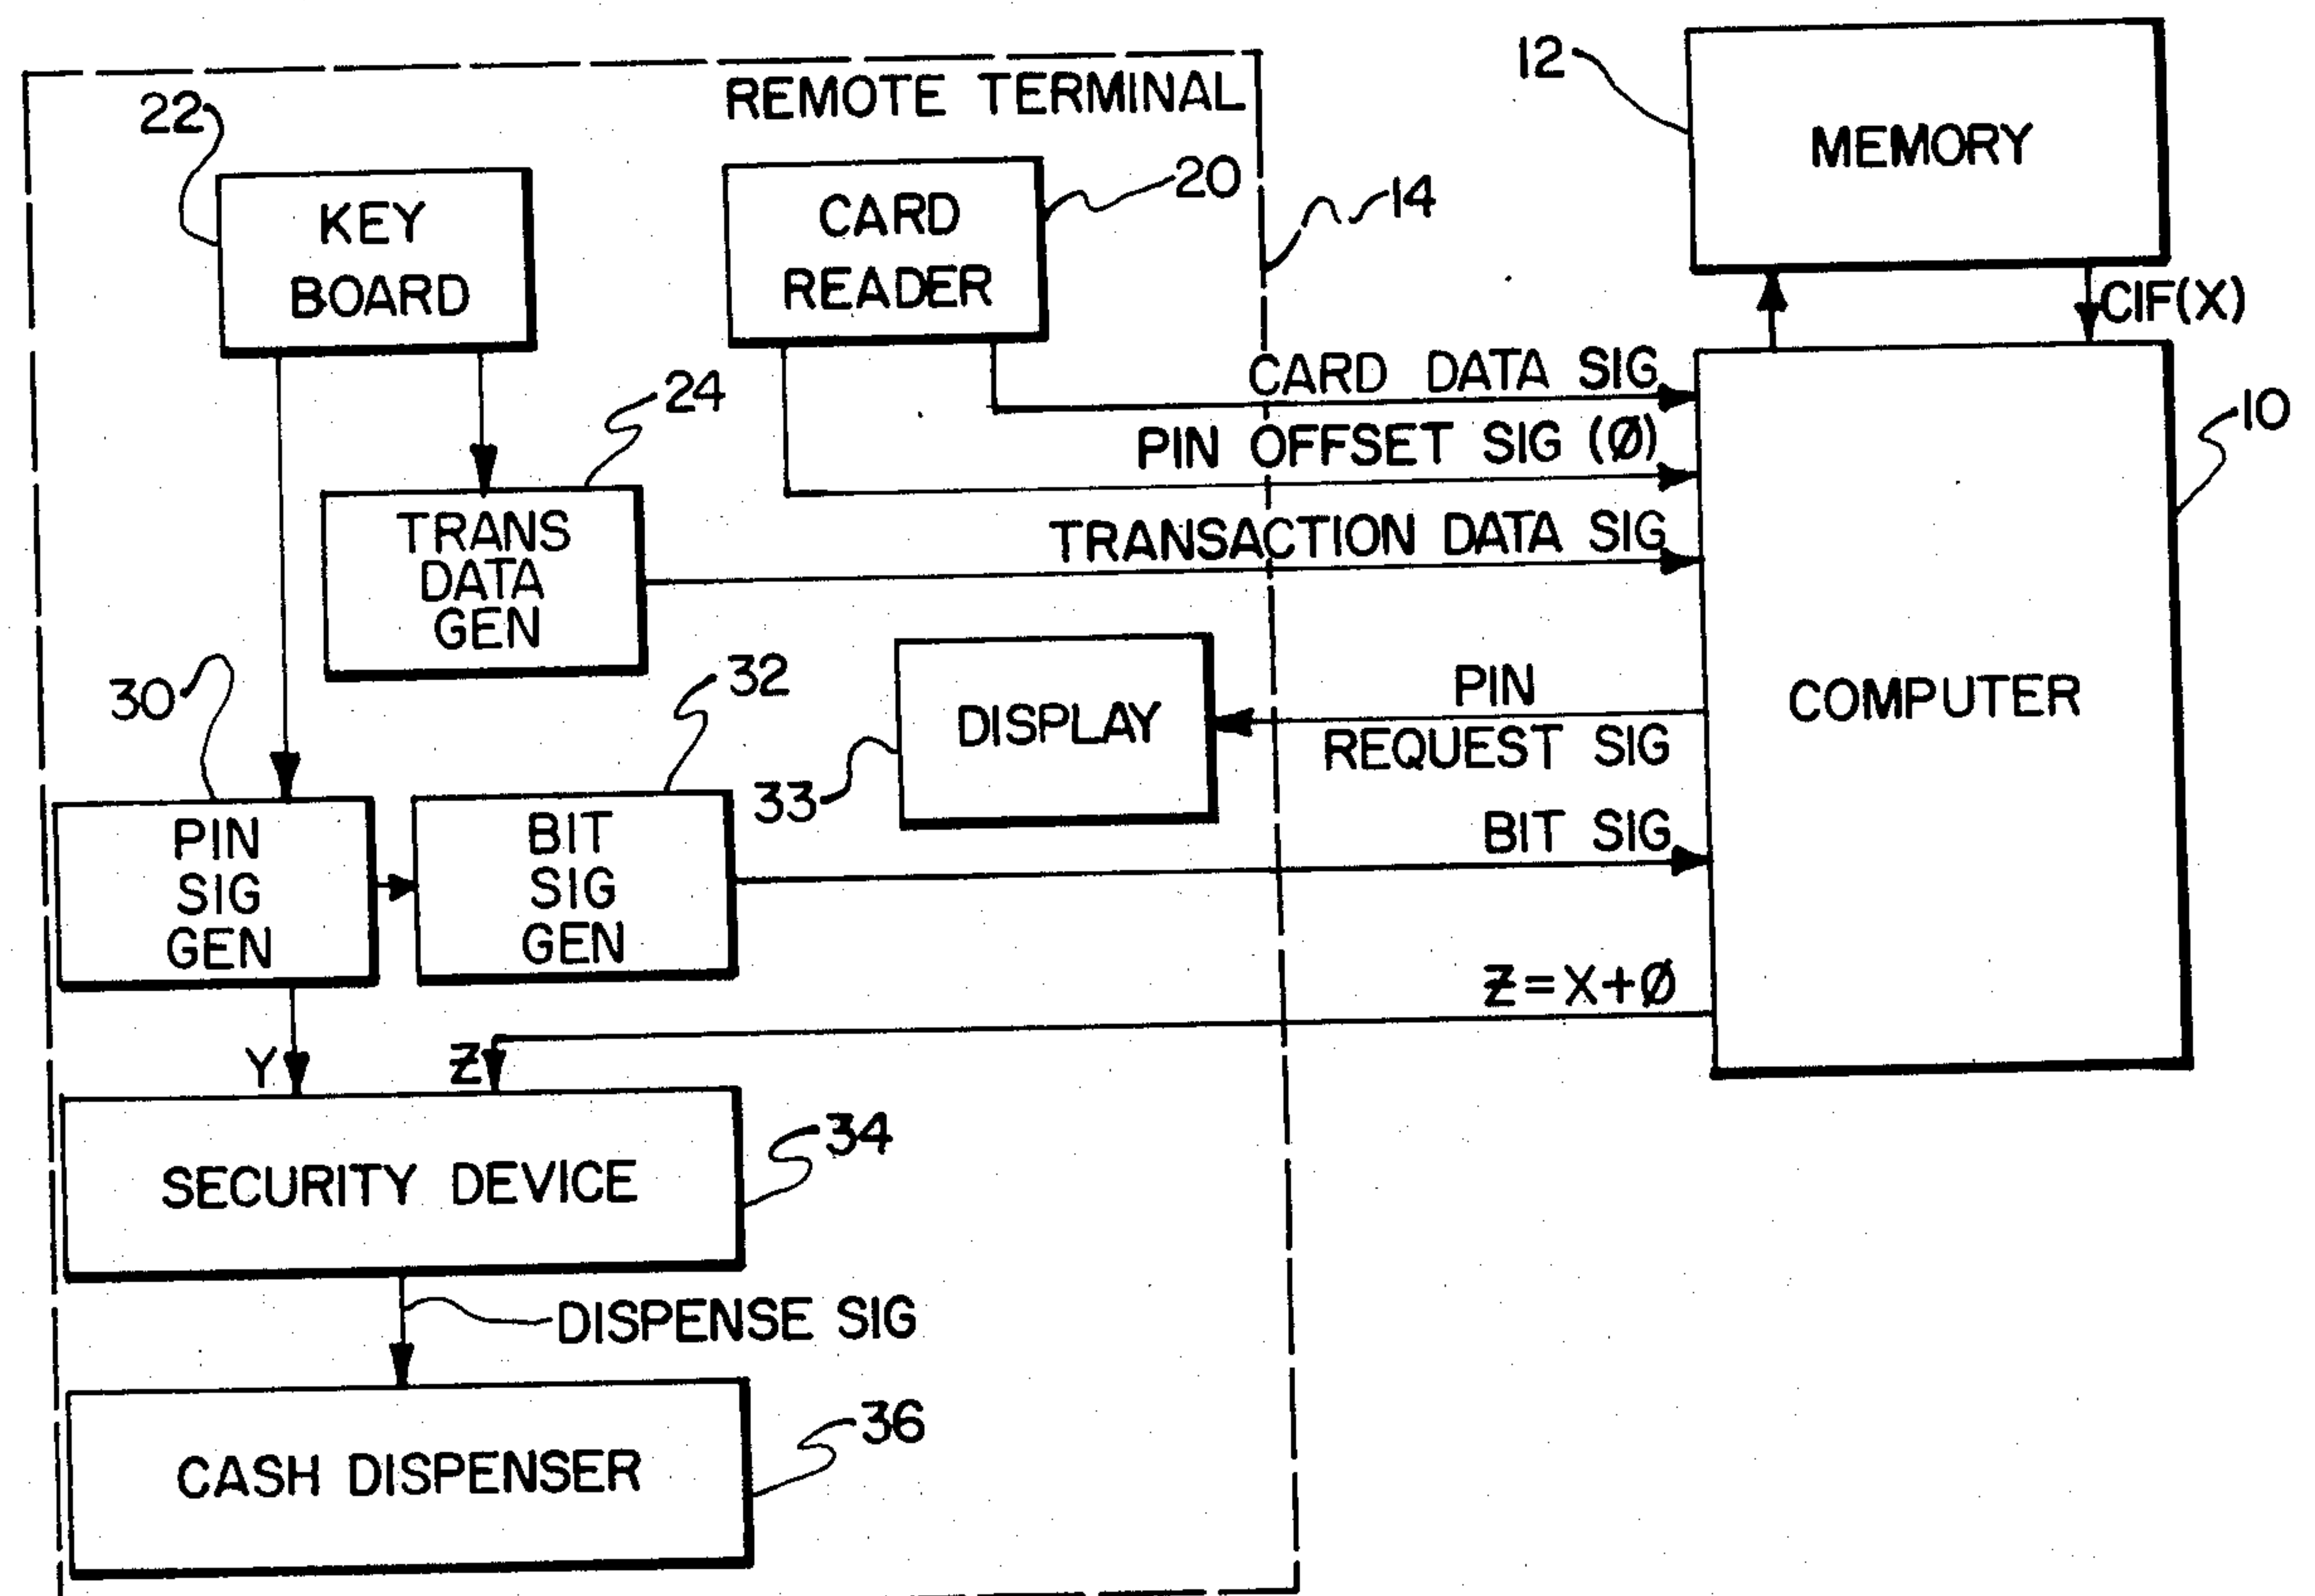 REMOTE TERMINAL
12
MEMORY
22
KEY
BOARD
CARD
READER
20
14
CIF(X)
CARD DATA SIG
10
24
PIN OFFSET SIG (Ø)
TRANS
DATA
GEN
TRANSACTION DATA SIG
30
32
33
DISPLAY
PIN
REQUEST SIG
COMPUTER
PIN
SIG
GEN
BIT
SIG
GEN
BIT SIG
Z=X+Ø
Y
Z
SECURITY DEVICE
34
DISPENSE SIG
CASH DISPENSER
36